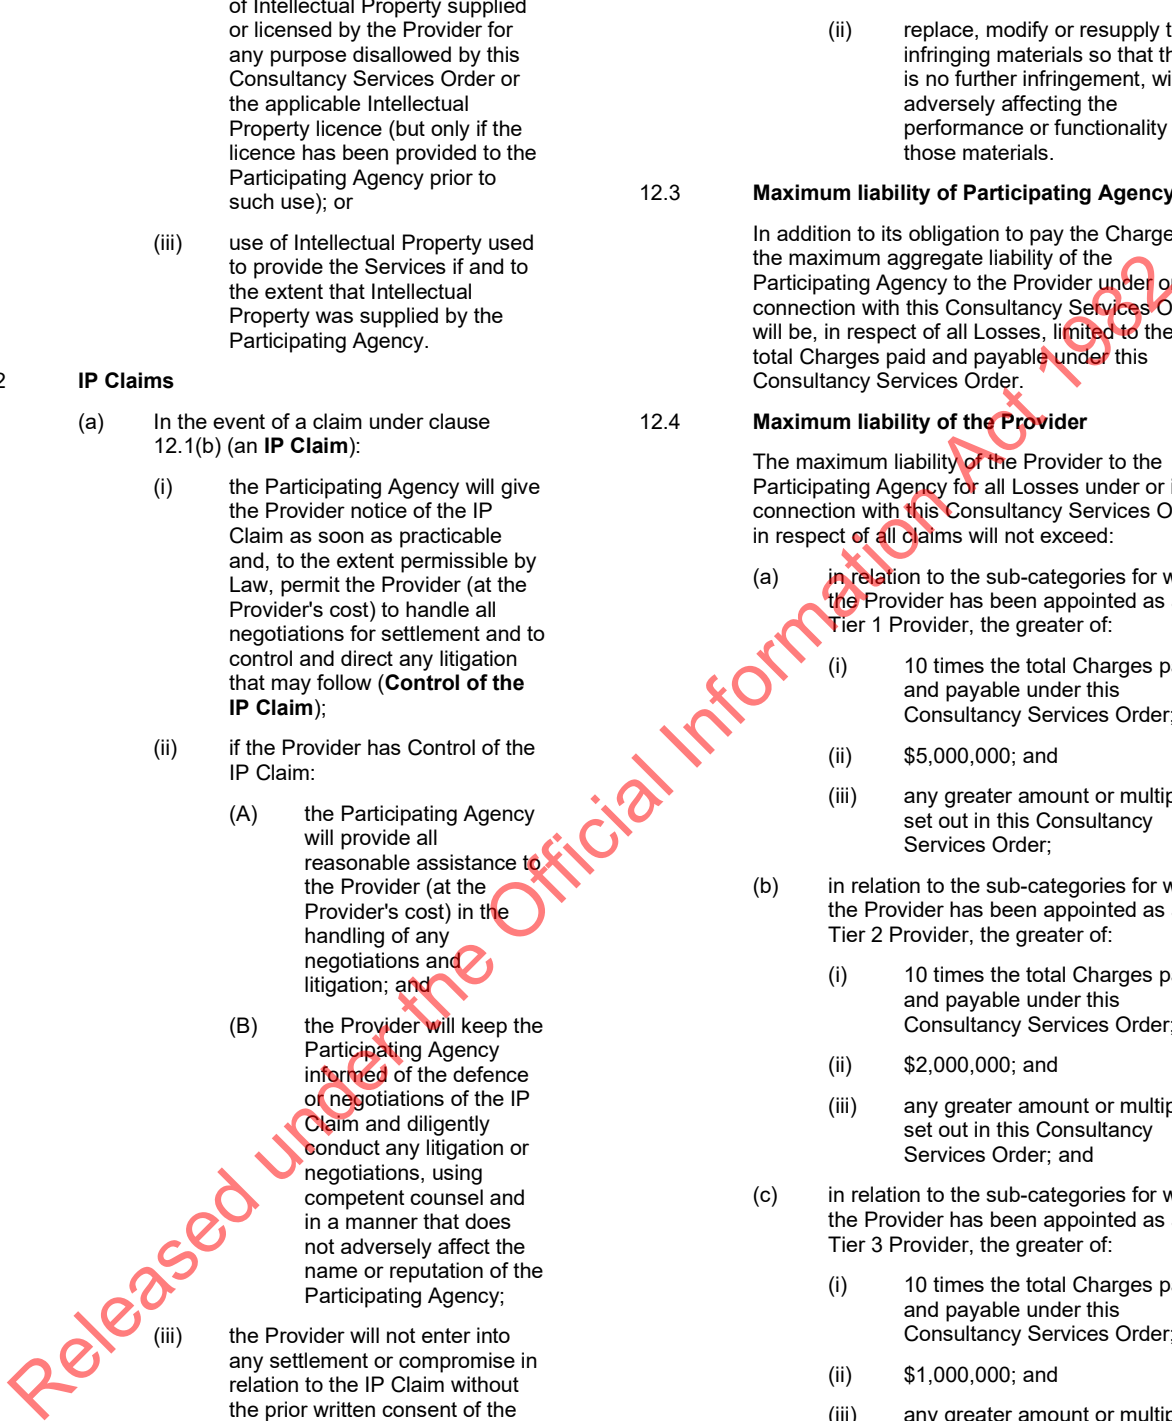 of Intellectual Property supplied
or licensed by the Provider for
any purpose disallowed by this
Consultancy Services Order or
the applicable Intellectual
Property licence (but only if the
licence has been provided to the
Participating Agency prior to
such use); or
(iii) use of Intellectual Property used
to provide the Services if and to
the extent that Intellectual
Property was supplied by the
Participating Agency.
2 IP Claims
(a) In the event of a claim under clause
12.1(b) (an IP Claim):
(i) the Participating Agency will give
the Provider notice of the IP
Claim as soon as practicable
and, to the extent permissible by
Law, permit the Provider (at the
Provider's cost) to handle all
negotiations for settlement and to
control and direct any litigation
that may follow (Control of the
IP Claim);
(ii) if the Provider has Control of the
IP Claim:
(A) the Participating Agency
will provide all
reasonable assistance to
the Provider (at the
Provider's cost) in the
handling of any
negotiations and
litigation; and
(B) the Provider will keep the
Participating Agency
informed of the defence
or negotiations of the IP
Claim and diligently
conduct any litigation or
negotiations, using
competent counsel and
in a manner that does
not adversely affect the
name or reputation of the
Participating Agency;
(iii) the Provider will not enter into
any settlement or compromise in
relation to the IP Claim without
the prior written consent of the
(ii) replace, modify or resupply
infringing materials so that
is no further infringement,
adversely affecting the
performance or functionality
those materials.
12.3 Maximum liability of Participating Agency
In addition to its obligation to pay the
the maximum aggregate liability of the
Participating Agency to the Provider under or
connection with this Consultancy Services
will be, in respect of all Losses, limited to the
total Charges paid and payable under this
Consultancy Services Order.
12.4 Maximum liability of the Provider
The maximum liability of the Provider to the
Participating Agency for all Losses under or
connection with this Consultancy Services
in respect of all claims will not exceed:
(a) in relation to the sub-categories for
the Provider has been appointed as
Tier 1 Provider, the greater of:
(i) 10 times the total Charges
and payable under this
Consultancy Services Order;
(ii) $5,000,000; and
(iii) any greater amount or
set out in this Consultancy
Services Order;
(b) in relation to the sub-categories for
the Provider has been appointed as
Tier 2 Provider, the greater of:
(i) 10 times the total Charges
and payable under this
Consultancy Services Order;
(ii) $2,000,000; and
(iii) any greater amount or
set out in this Consultancy
Services Order; and
(c) in relation to the sub-categories for
the Provider has been appointed as
Tier 3 Provider, the greater of:
(i) 10 times the total Charges
and payable under this
Consultancy Services Order;
(ii) $1,000,000; and
(iii) any greater amount or
Released under the Official Information Act 1982